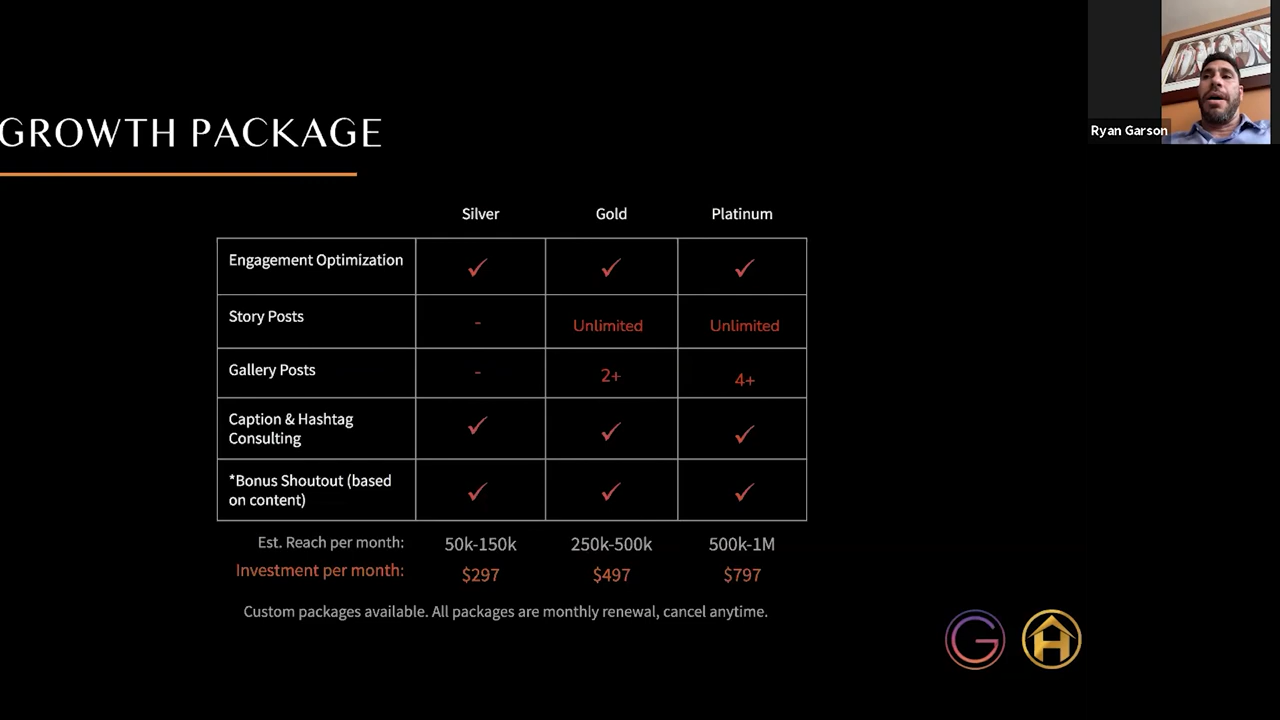 Ryan Garson
GROWTH PACKAGE
Silver Gold Platinum
Engagement Optimization ✓ ✓ ✓
Story Posts - Unlimited Unlimited
Gallery Posts - 2+ 4+
Caption & Hashtag
Consulting ✓ ✓ ✓
*Bonus Shoutout (based
on content) ✓ ✓ ✓
Est. Reach per month: 50k-150k 250k-500k 500k-1M
Investment per month: $297 $497 $797
Custom packages available. All packages are monthly renewal, cancel anytime.
G H